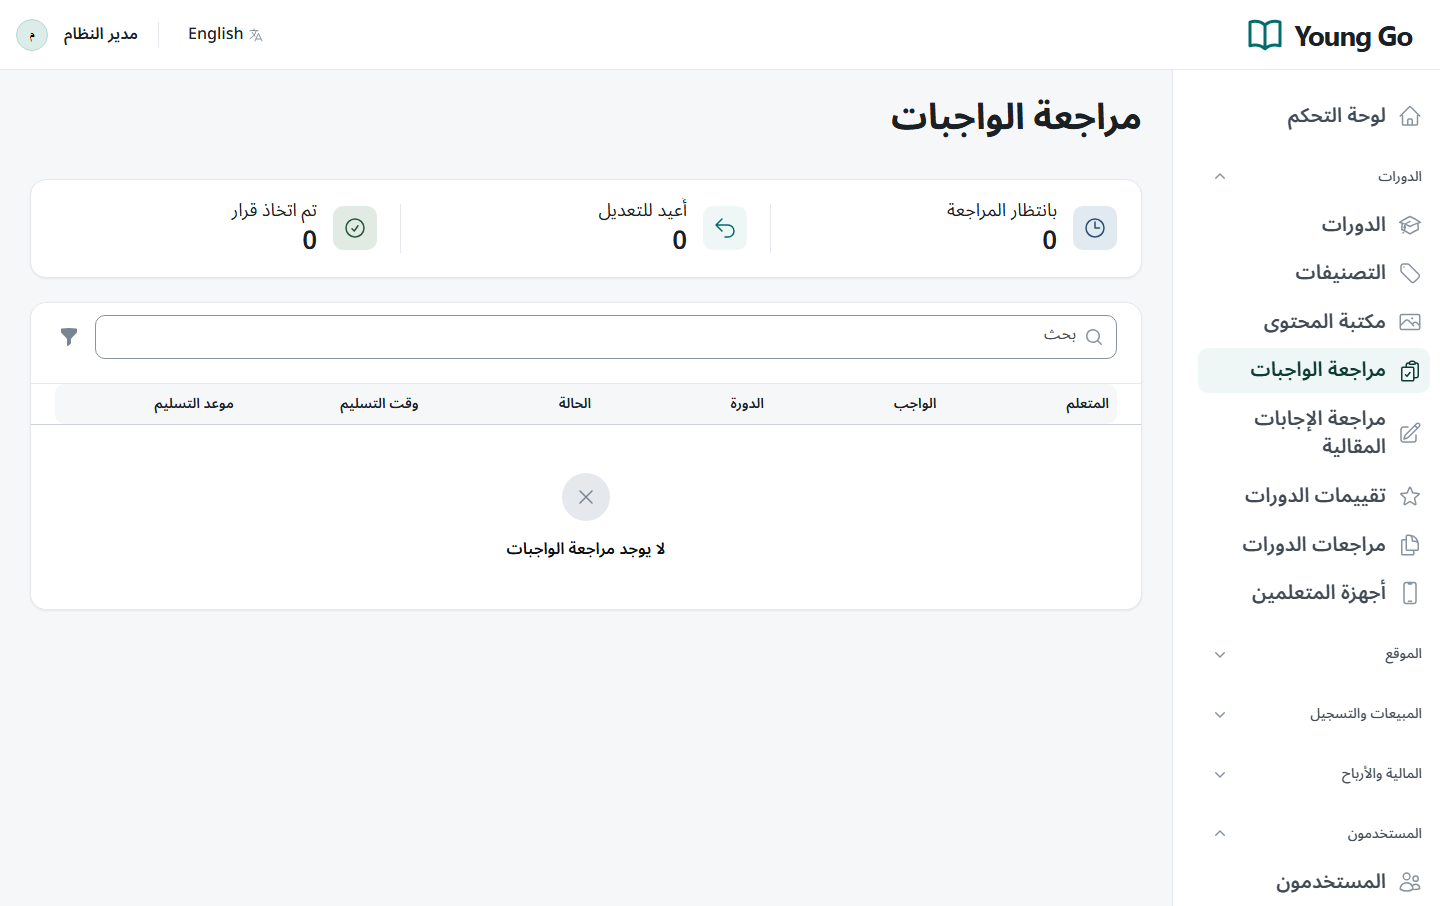 Young Go
English
مدير النظام
م
لوحة التحكم
الدورات
الدورات
التصنيفات
مكتبة المحتوى
مراجعة الواجبات
مراجعة الإجابات
المقالية
تقييمات الدورات
مراجعات الدورات
أجهزة المتعلمين
الموقع
المبيعات والتسجيل
المالية والأرباح
المستخدمون
المستخدمون
مراجعة الواجبات
بانتظار المراجعة
0
أعيد للتعديل
0
تم اتخاذ قرار
0
بحث
المتعلم الواجب الدورة الحالة وقت التسليم موعد التسليم
لا يوجد مراجعة الواجبات